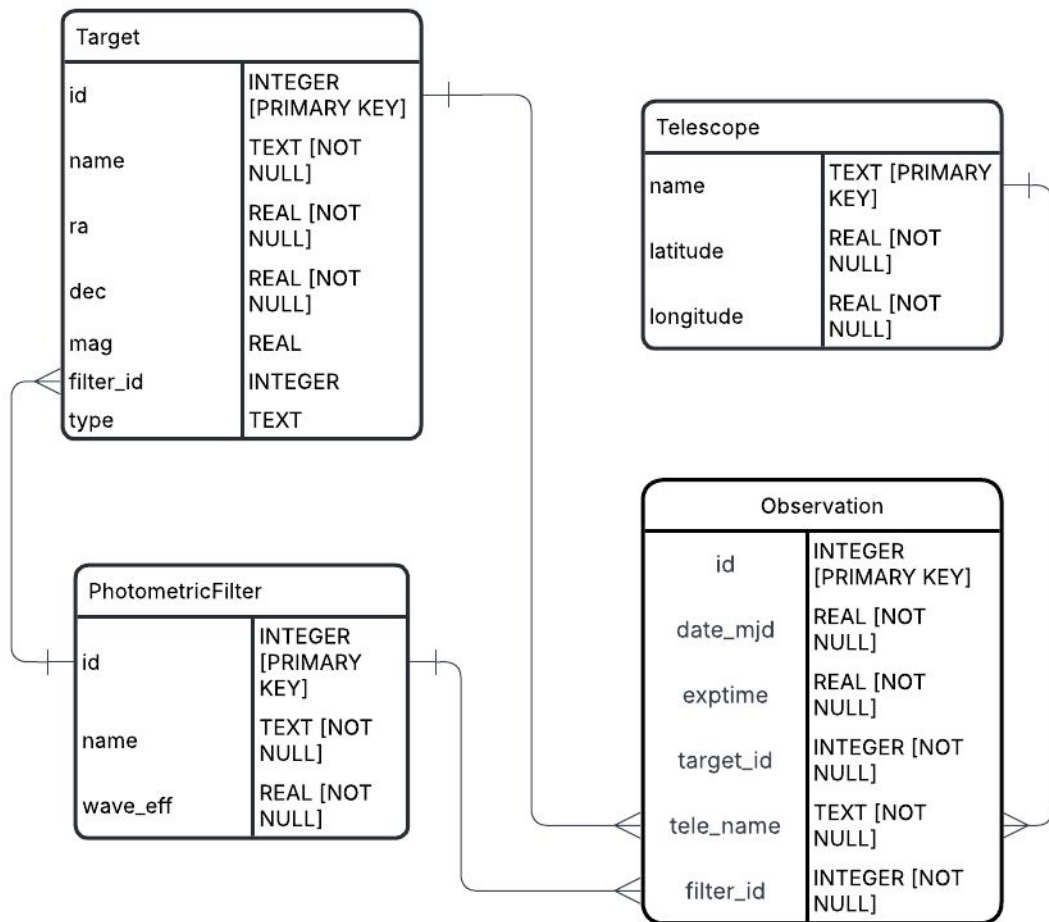 Target
id
INTEGER
[PRIMARY KEY]
name
TEXT [NOT
NULL]
ra
REAL [NOT
NULL]
dec
REAL [NOT
NULL]
mag
REAL
filter_id
INTEGER
type
TEXT
Telescope
name
TEXT [PRIMARY
KEY]
latitude
REAL [NOT
NULL]
longitude
REAL [NOT
NULL]
PhotometricFilter
id
INTEGER
[PRIMARY
KEY]
name
TEXT [NOT
NULL]
wave_eff
REAL [NOT
NULL]
Observation
id
INTEGER
[PRIMARY KEY]
date_mjd
REAL [NOT
NULL]
exptime
REAL [NOT
NULL]
target_id
INTEGER [NOT
NULL]
tele_name
TEXT [NOT
NULL]
filter_id
INTEGER [NOT
NULL]